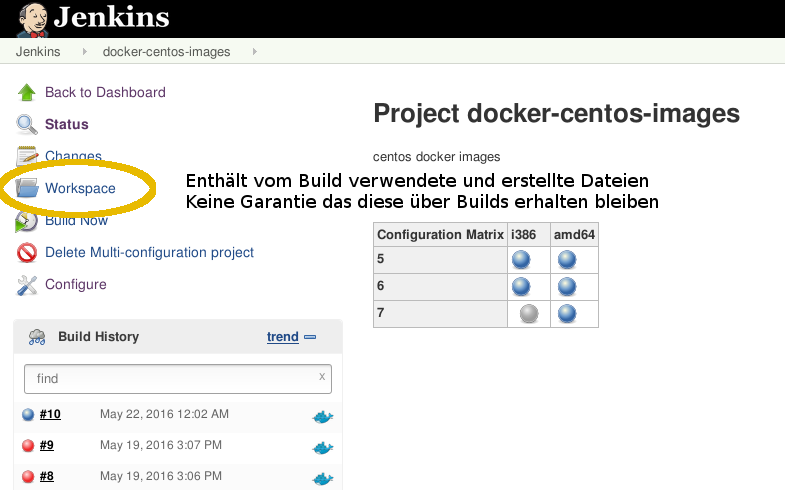 Jenkins
Jenkins docker-centos-images
Back to Dashboard
Status
Changes
Workspace
Build Now
Delete Multi-configuration project
Configure
Project docker-centos-images
centos docker images
Enthält vom Build verwendete und erstellte Dateien
Keine Garantie das diese über Builds erhalten bleiben
Configuration Matrix i386 amd64
5
6
7
Build History trend
find x
#10 May 22, 2016 12:02 AM
#9 May 19, 2016 3:07 PM
#8 May 19, 2016 3:06 PM